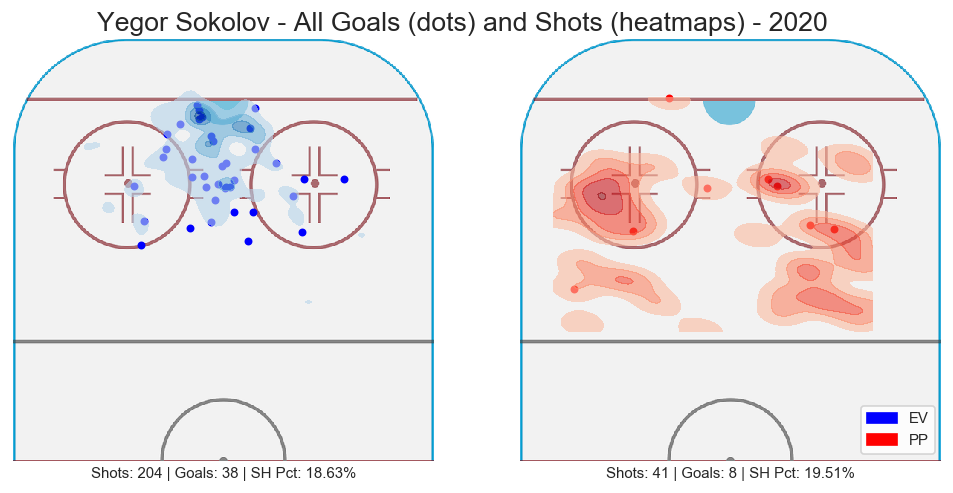 Yegor Sokolov - All Goals (dots) and Shots (heatmaps) - 2020
EV
PP
Shots: 204 | Goals: 38 | SH Pct: 18.63%
Shots: 41 | Goals: 8 | SH Pct: 19.51%